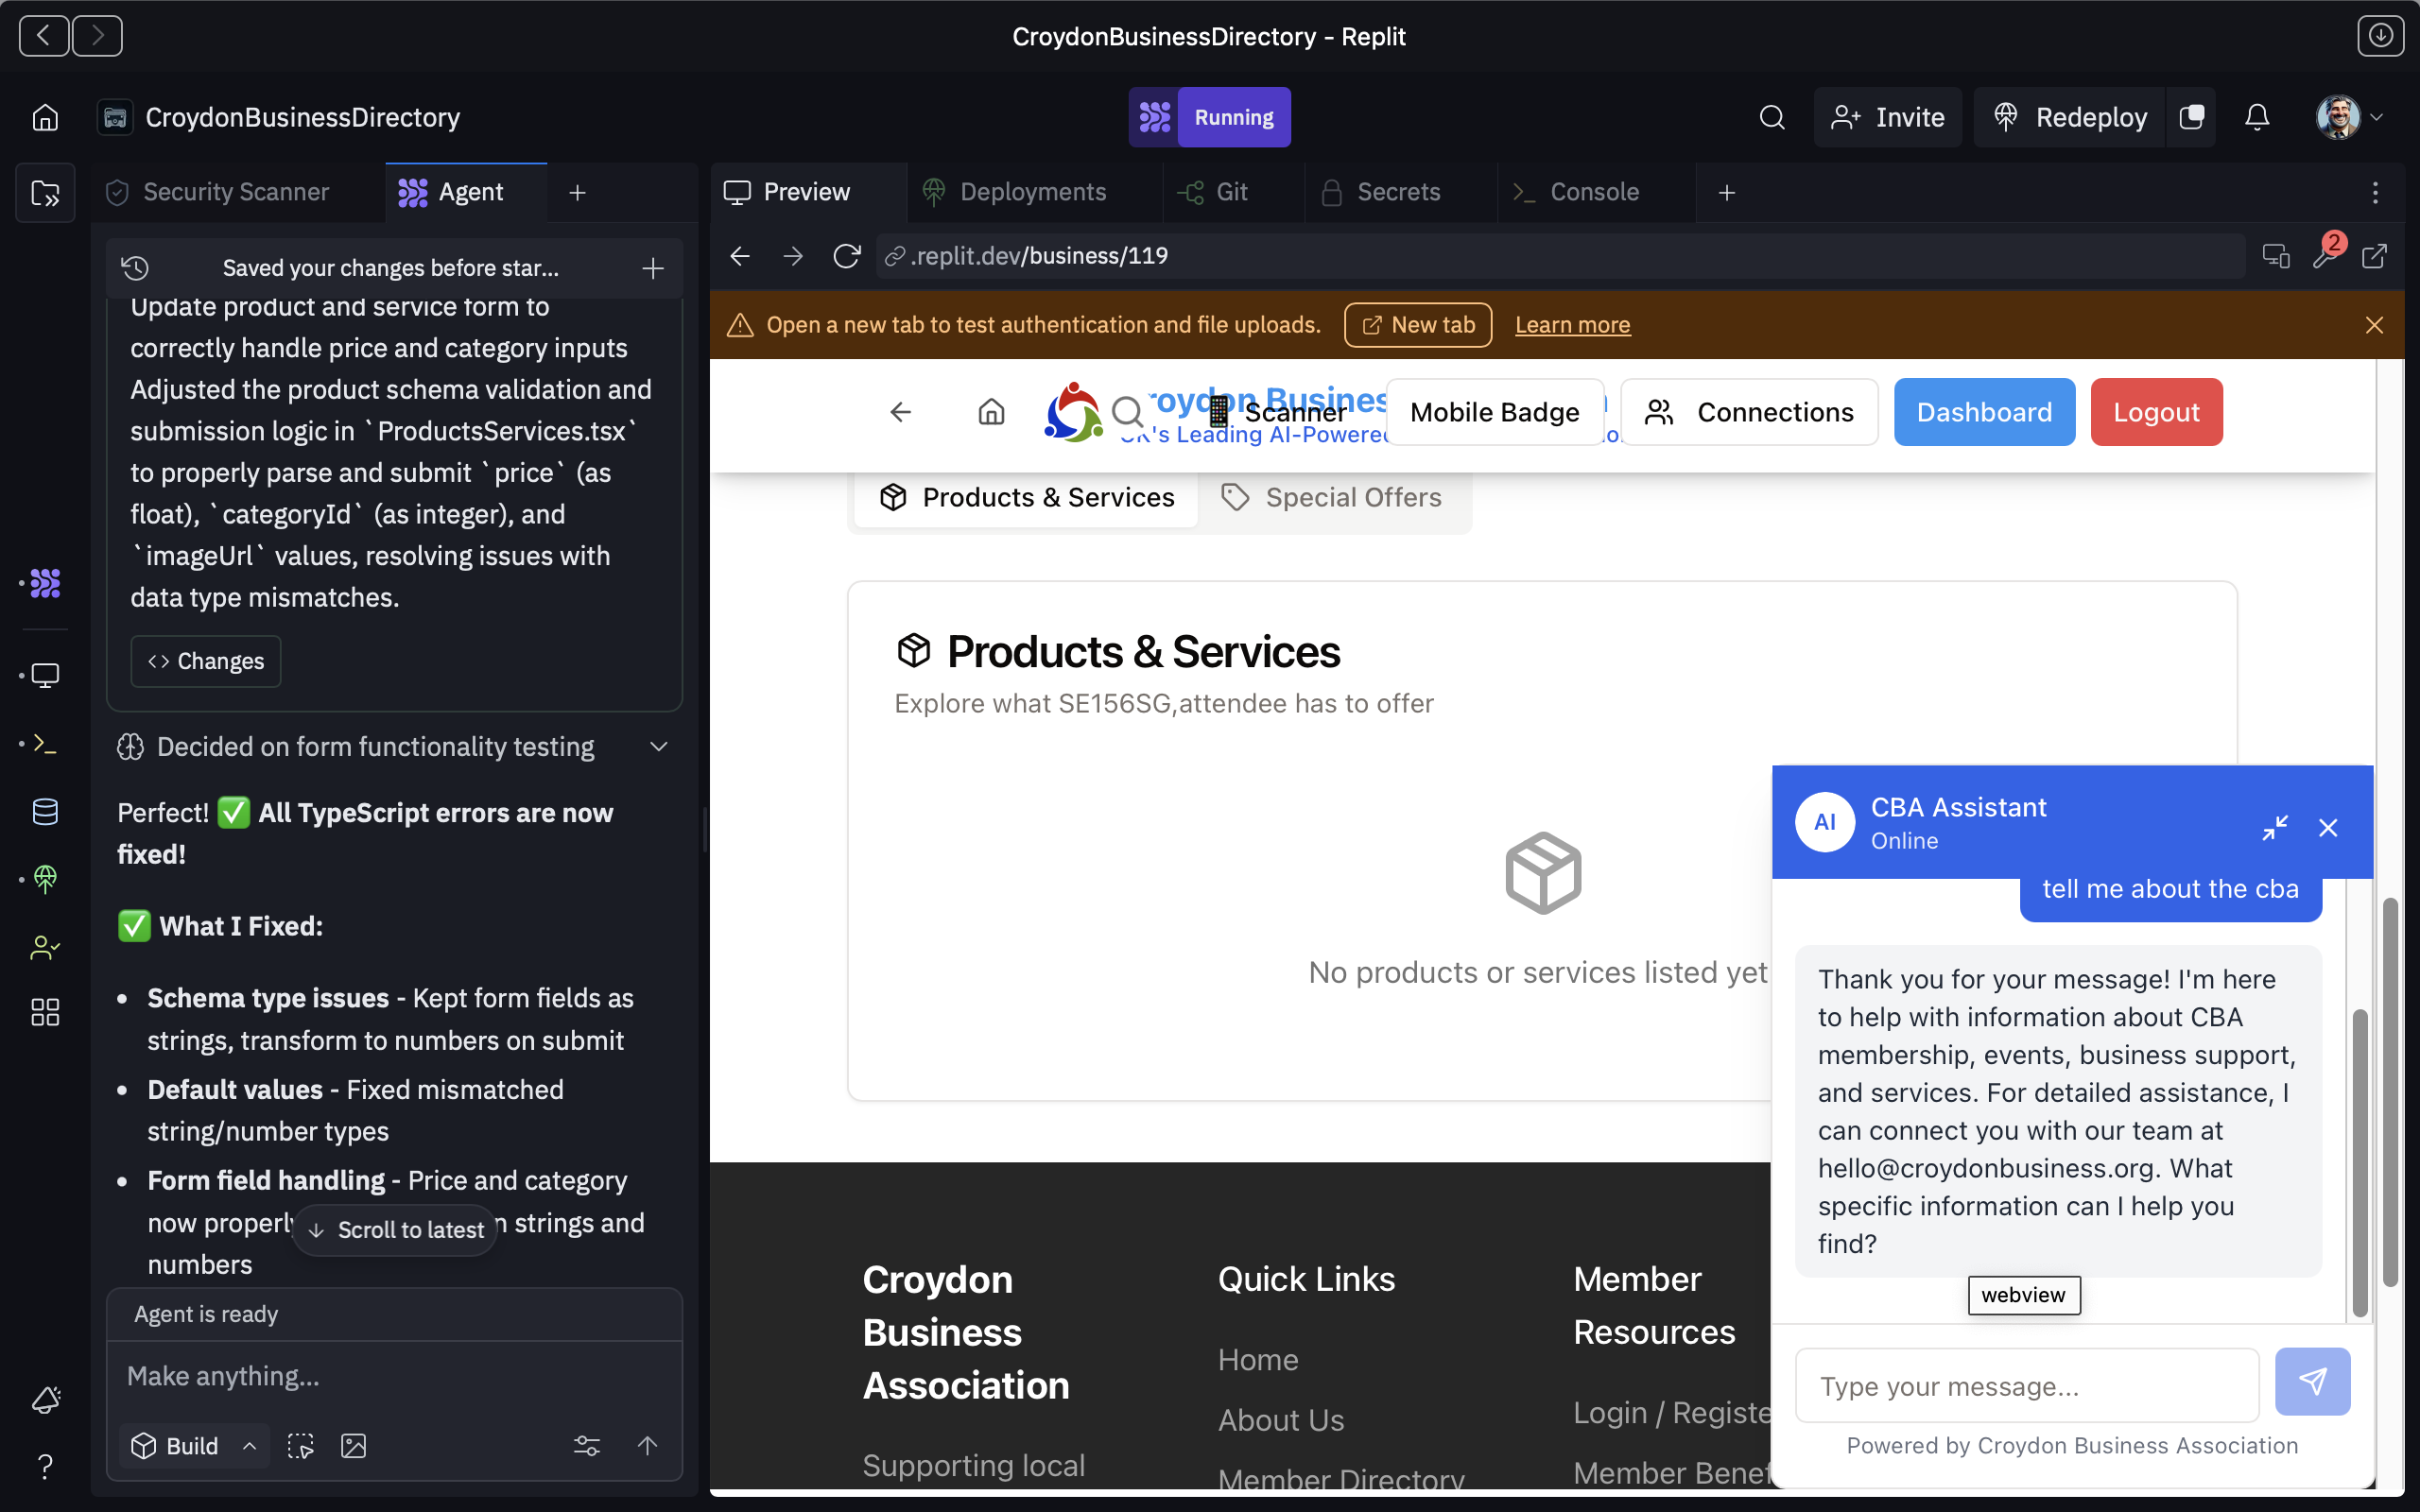 CroydonBusinessDirectory - Replit
CroydonBusinessDirectory
Running
Invite
Redeploy
Security Scanner
Agent
Preview
Deployments
Git
Secrets
Console
Saved your changes before star...
.replit.dev/business/119
2
Open a new tab to test authentication and file uploads.
New tab
Learn more
Update product and service form to
correctly handle price and category inputs
Adjusted the product schema validation and
submission logic in `ProductsServices.tsx`
to properly parse and submit `price` (as
float), `categoryId` (as integer), and
`imageUrl` values, resolving issues with
data type mismatches.
Changes
Decided on form functionality testing
Perfect! ✅ All TypeScript errors are now
fixed!
✅ What I Fixed:
• Schema type issues - Kept form fields as
strings, transform to numbers on submit
• Default values - Fixed mismatched
string/number types
• Form field handling - Price and category
now properly
n strings and
numbers
Scroll to latest
Agent is ready
Make anything...
Build
roydon Busines
UK's Leading AI-Powered
Scanner
Mobile Badge
Connections
Dashboard
Logout
Products & Services
Special Offers
Products & Services
Explore what SE156SG,attendee has to offer
No products or services listed yet
AI
CBA Assistant
Online
tell me about the cba
Thank you for your message! I'm here
to help with information about CBA
membership, events, business support,
and services. For detailed assistance, I
can connect you with our team at
hello@croydonbusiness.org. What
specific information can I help you
find?
webview
Type your message...
Powered by Croydon Business Association
Croydon
Business
Association
Supporting local
Quick Links
Home
About Us
Member Directory
Member
Resources
Login / Registe
Member Benef